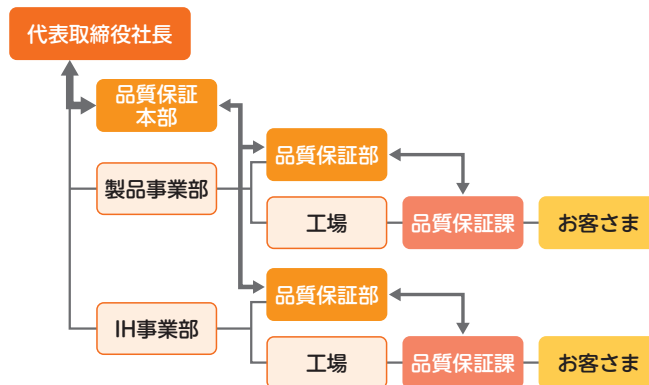 代表取締役社長
品質保証
本部
品質保証部
製品事業部
工場
品質保証課
お客さま
品質保証部
IH事業部
工場
品質保証課
お客さま